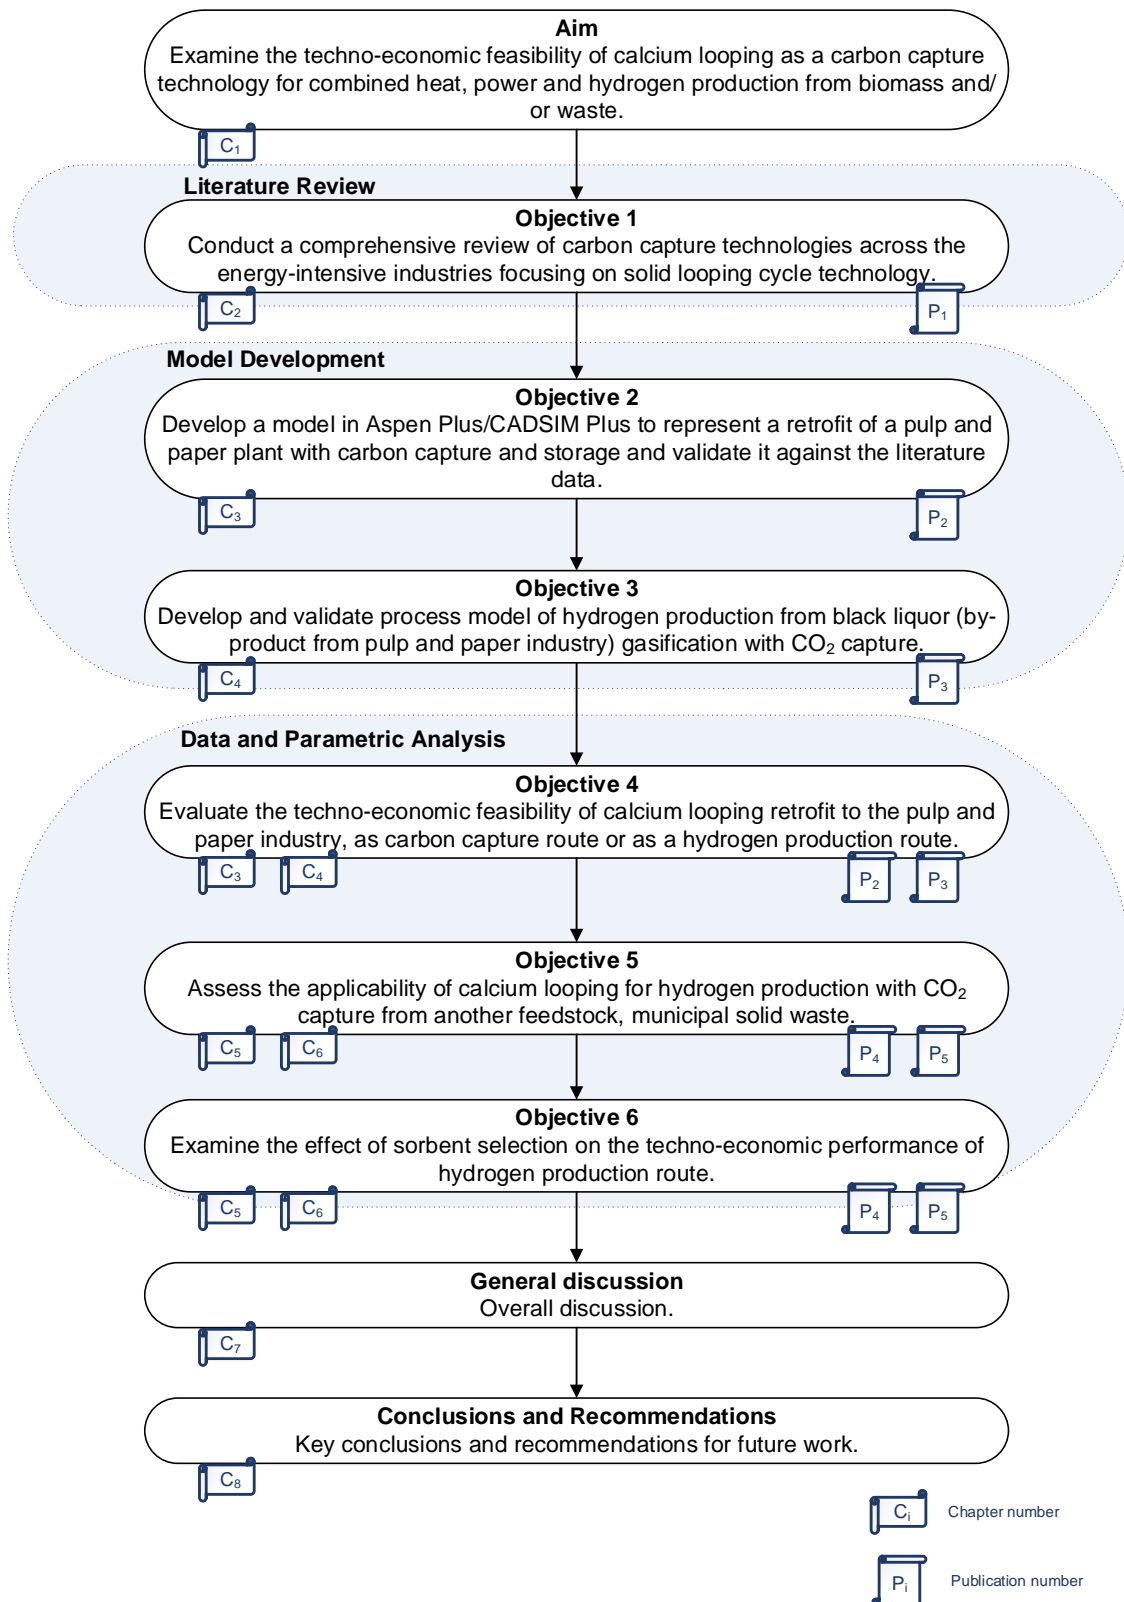 Aim
Examine the techno-economic feasibility of calcium looping as a carbon capture
technology for combined heat, power and hydrogen production from biomass and/
or waste.
C₁
Literature Review
Objective 1
Conduct a comprehensive review of carbon capture technologies across the
energy-intensive industries focusing on solid looping cycle technology.
C₂ P₁
Model Development
Objective 2
Develop a model in Aspen Plus/CADSIM Plus to represent a retrofit of a pulp and
paper plant with carbon capture and storage and validate it against the literature
data.
C₃ P₂
Objective 3
Develop and validate process model of hydrogen production from black liquor (by-
product from pulp and paper industry) gasification with CO₂ capture.
C₄ P₃
Data and Parametric Analysis
Objective 4
Evaluate the techno-economic feasibility of calcium looping retrofit to the pulp and
paper industry, as carbon capture route or as a hydrogen production route.
C₃ C₄ P₂ P₃
Objective 5
Assess the applicability of calcium looping for hydrogen production with CO₂
capture from another feedstock, municipal solid waste.
C₅ C₆ P₄ P₅
Objective 6
Examine the effect of sorbent selection on the techno-economic performance of
hydrogen production route.
C₅ C₆ P₄ P₅
General discussion
Overall discussion.
C₇
Conclusions and Recommendations
Key conclusions and recommendations for future work.
C₈
Cᵢ Chapter number
Pᵢ Publication number